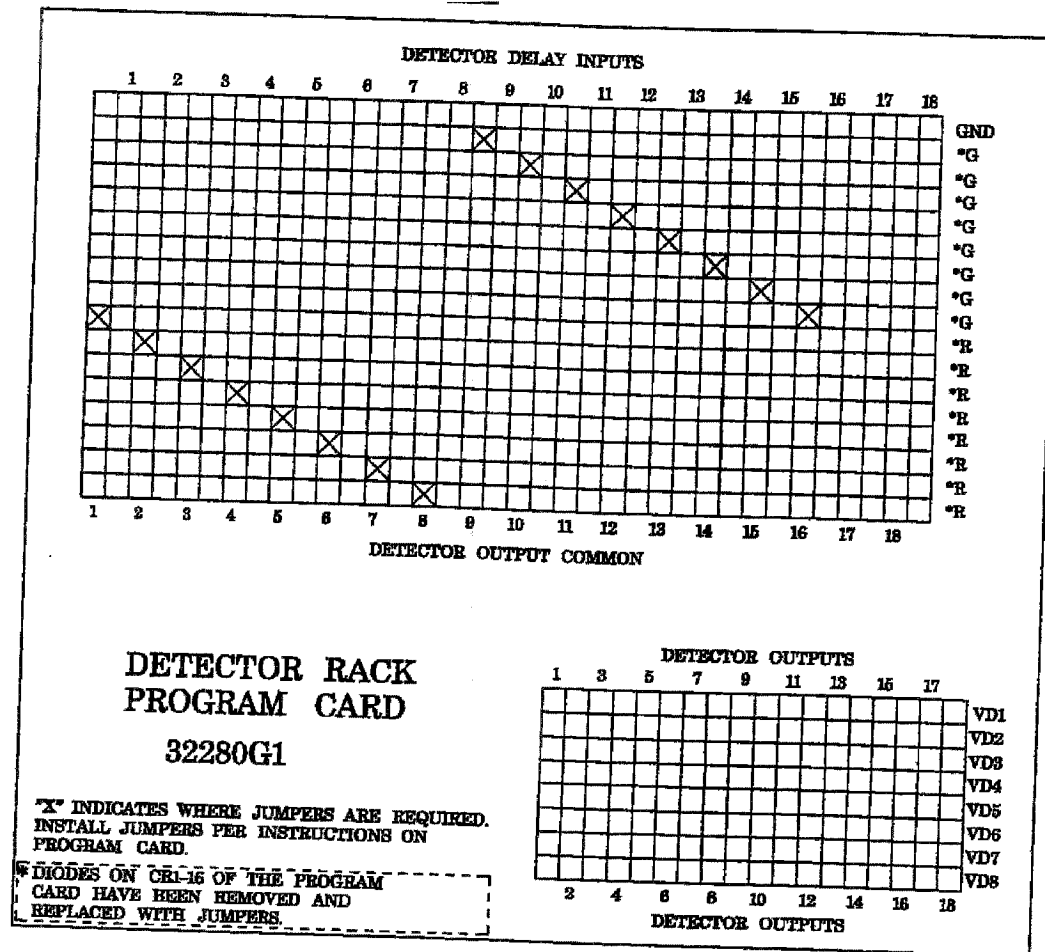 DETECTOR DELAY INPUTS
1 2 3 4 5 6 7 8 9 10 11 12 13 14 15 16 17 18
GND
*G
*G
*G
*G
*G
*G
*G
*G
*R
*R
*R
*R
*R
*R
*R
*R
1 2 3 4 5 6 7 8 9 10 11 12 13 14 15 16 17 18
DETECTOR OUTPUT COMMON
DETECTOR RACK
PROGRAM CARD
32280G1
"X" INDICATES WHERE JUMPERS ARE REQUIRED.
INSTALL JUMPERS PER INSTRUCTIONS ON
PROGRAM CARD.
* DIODES ON CR1-16 OF THE PROGRAM
CARD HAVE BEEN REMOVED AND
REPLACED WITH JUMPERS.
DETECTOR OUTPUTS
1 3 5 7 9 11 13 15 17
VD1
VD2
VD3
VD4
VD5
VD6
VD7
VD8
2 4 6 8 10 12 14 16 18
DETECTOR OUTPUTS